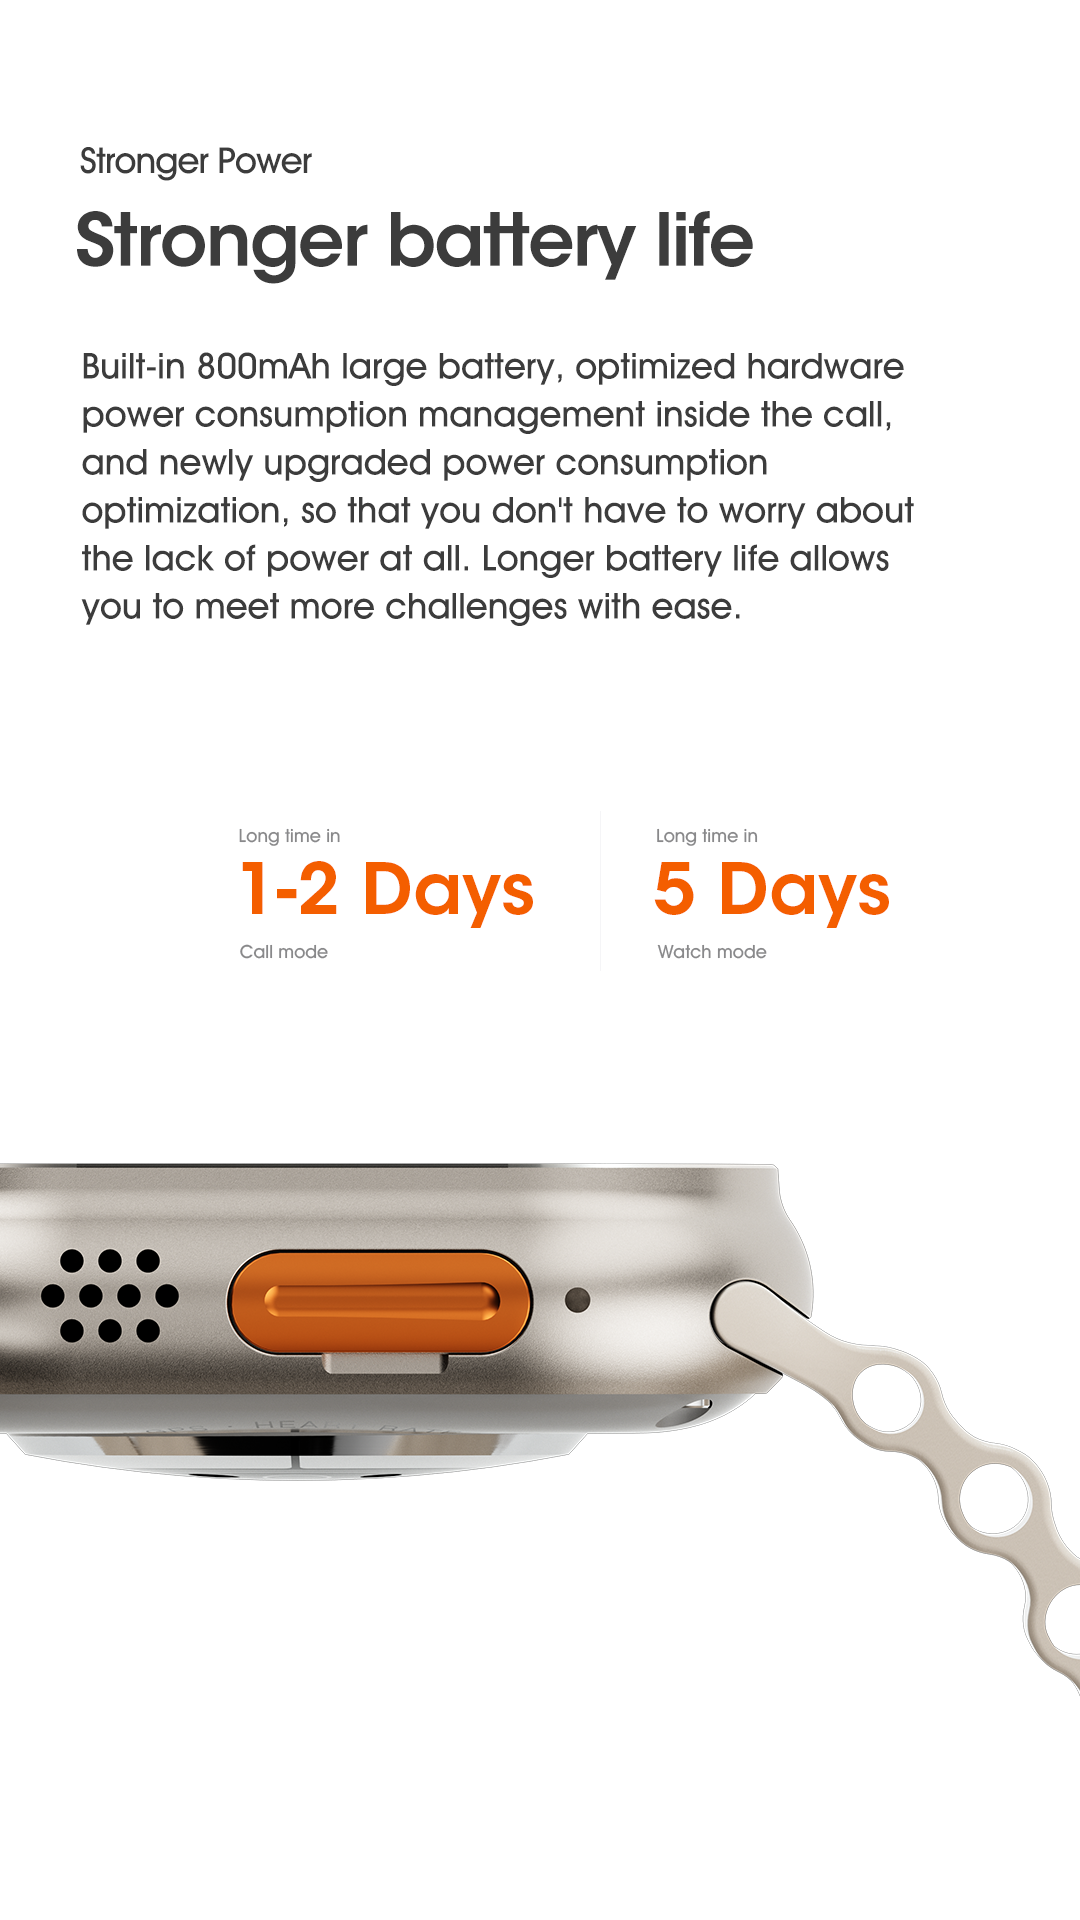 Stronger Power
Stronger battery life
Built-in 800mAh large battery, optimized hardware
power consumption management inside the call,
and newly upgraded power consumption
optimization, so that you don't have to worry about
the lack of power at all. Longer battery life allows
you to meet more challenges with ease.
Long time in
1-2 Days
Call mode
Long time in
5 Days
Watch mode